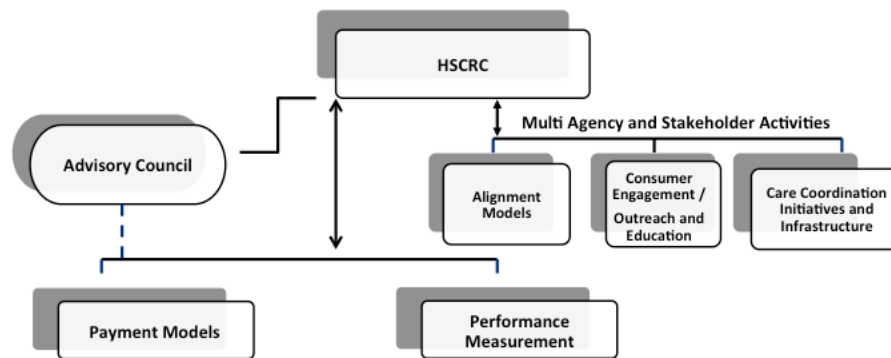 HSCRC
Multi Agency and Stakeholder Activities
Advisory Council
Alignment
Models
Consumer
Engagement /
Outreach and
Education
Care Coordination
Initiatives and
Infrastructure
Payment Models
Performance
Measurement